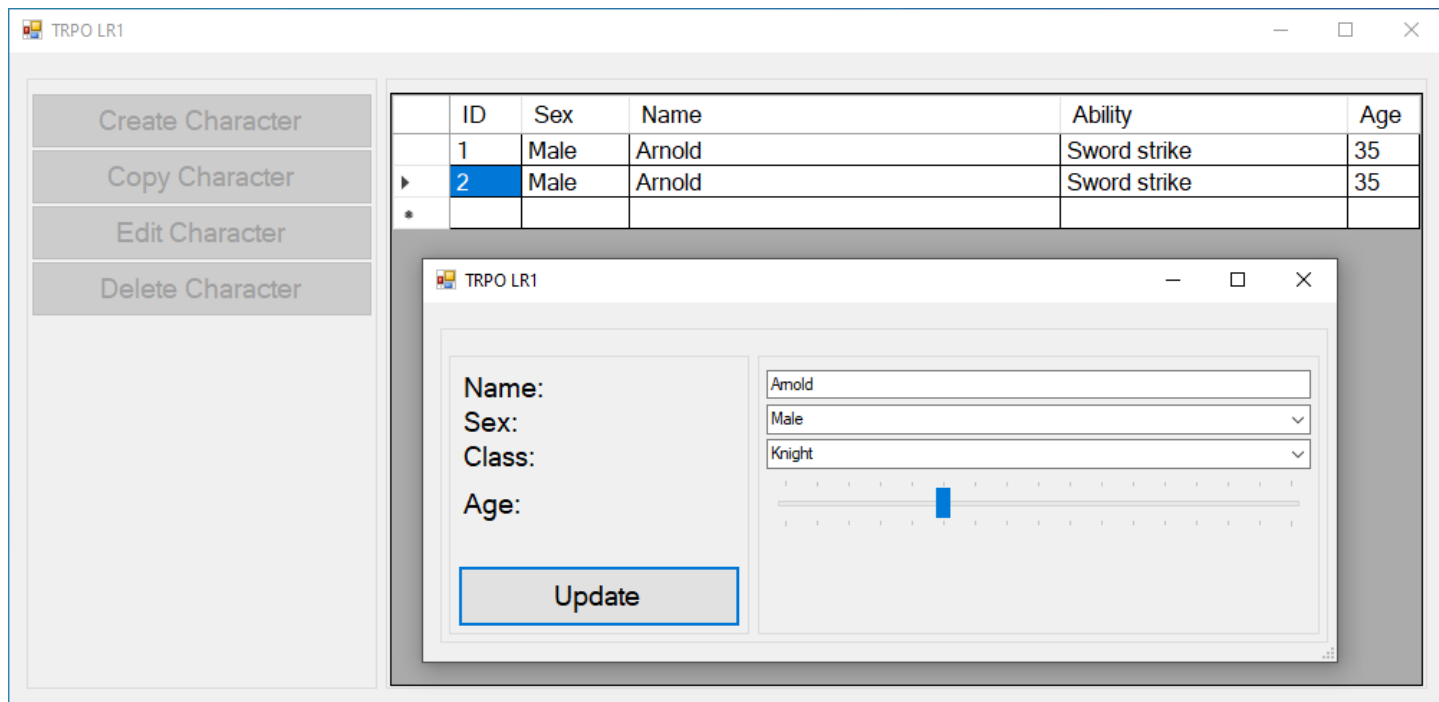 TRPO LR1
Create Character
Copy Character
Edit Character
Delete Character
ID Sex Name Ability Age
1 Male Arnold Sword strike 35
2 Male Arnold Sword strike 35
TRPO LR1
Name: Arnold
Sex: Male
Class: Knight
Age:
Update